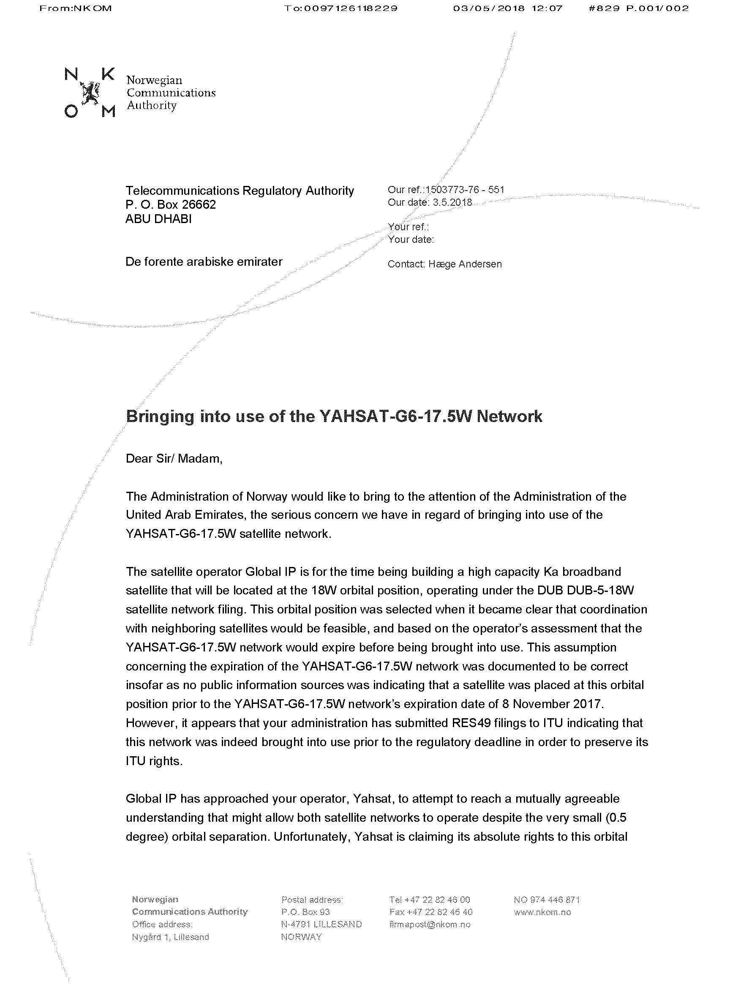 From:NKOM To:0097126118229 03/05/2018 12:07 #829 P.001/002
N K
O M
Norwegian
Communications
Authority
Telecommunications Regulatory Authority
P. O. Box 26662
ABU DHABI
De forente arabiske emirater
Our ref.:1503773-76 - 551
Our date: 3.5.2018
Your ref.:
Your date:
Contact: Hæge Andersen
Bringing into use of the YAHSAT-G6-17.5W Network
Dear Sir/ Madam,
The Administration of Norway would like to bring to the attention of the Administration of the
United Arab Emirates, the serious concern we have in regard of bringing into use of the
YAHSAT-G6-17.5W satellite network.
The satellite operator Global IP is for the time being building a high capacity Ka broadband
satellite that will be located at the 18W orbital position, operating under the DUB DUB-5-18W
satellite network filing. This orbital position was selected when it became clear that coordination
with neighboring satellites would be feasible, and based on the operator's assessment that the
YAHSAT-G6-17.5W network would expire before being brought into use. This assumption
concerning the expiration of the YAHSAT-G6-17.5W network was documented to be correct
insofar as no public information sources was indicating that a satellite was placed at this orbital
position prior to the YAHSAT-G6-17.5W network's expiration date of 8 November 2017.
However, it appears that your administration has submitted RES49 filings to ITU indicating that
this network was indeed brought into use prior to the regulatory deadline in order to preserve its
ITU rights.
Global IP has approached your operator, Yahsat, to attempt to reach a mutually agreeable
understanding that might allow both satellite networks to operate despite the very small (0.5
degree) orbital separation. Unfortunately, Yahsat is claiming its absolute rights to this orbital
Norwegian
Communications Authority
Office address:
Nygård 1, Lillesand
Postal address:
P.O. Box 93
N-4791 LILLESAND
NORWAY
Tel +47 22 82 46 00
Fax +47 22 82 46 40
firmapost@nkom.no
NO 974 446 871
www.nkom.no